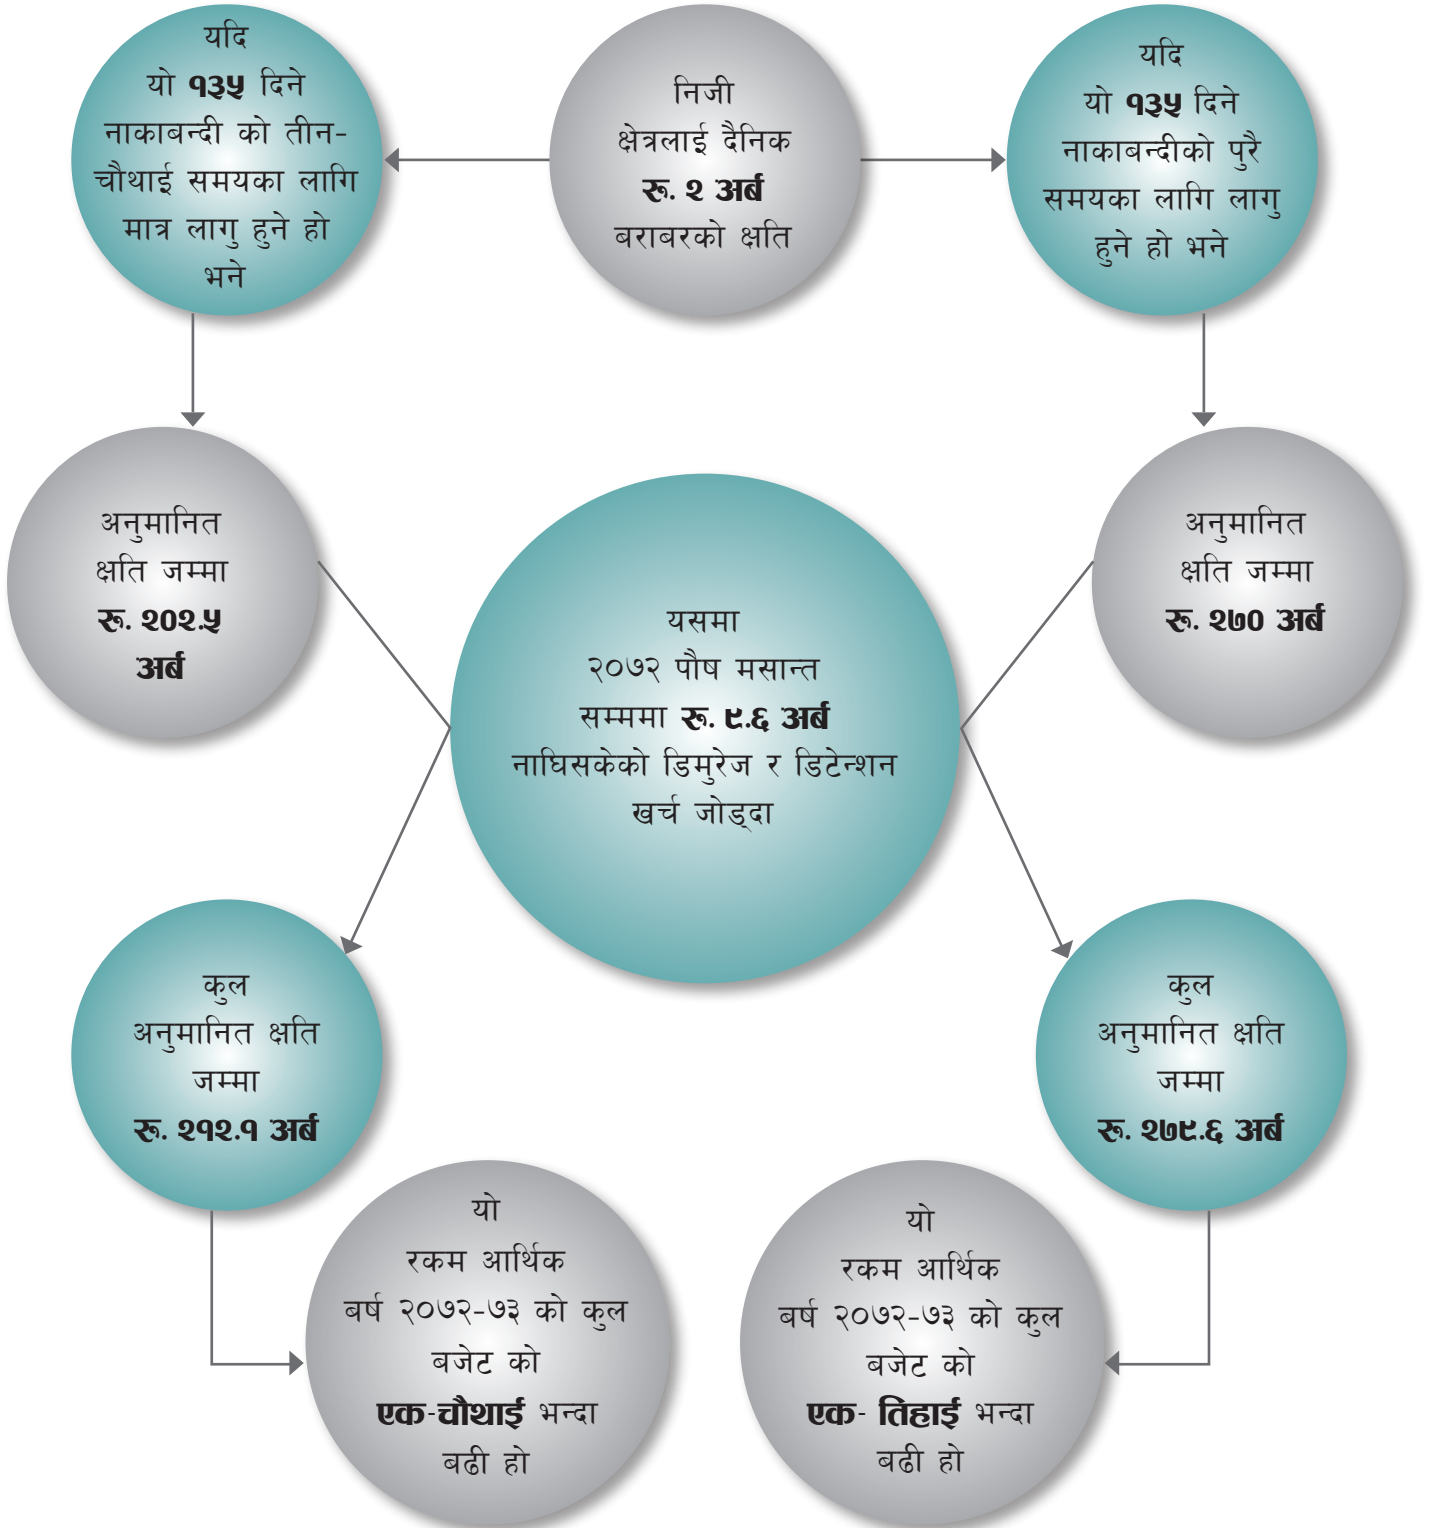 यदि
यो १३५ दिने
नाकाबन्दी को तीन-
चौथाई समयका लागि
मात्र लागु हुने हो
भने
निजी
क्षेत्रलाई दैनिक
रू. २ अर्ब
बराबरको क्षति
यदि
यो १३५ दिने
नाकाबन्दीको पुरै
समयका लागि लागु
हुने हो भने
अनुमानित
क्षति जम्मा
रू. २०२.५
अर्ब
अनुमानित
क्षति जम्मा
रू. २७० अर्ब
यसमा
२०७२ पौष मसान्त
सम्ममा रू. ९.६ अर्ब
नाघिसकेको डिमुरेज र डिटेन्शन
खर्च जोड्दा
कुल
अनुमानित क्षति
जम्मा
रू. २१२.१ अर्ब
कुल
अनुमानित क्षति
जम्मा
रू. २७९.६ अर्ब
यो
रकम आर्थिक
बर्ष २०७२-७३ को कुल
बजेट को
एक-चौथाई भन्दा
बढी हो
यो
रकम आर्थिक
बर्ष २०७२-७३ को कुल
बजेट को
एक- तिहाई भन्दा
बढी हो